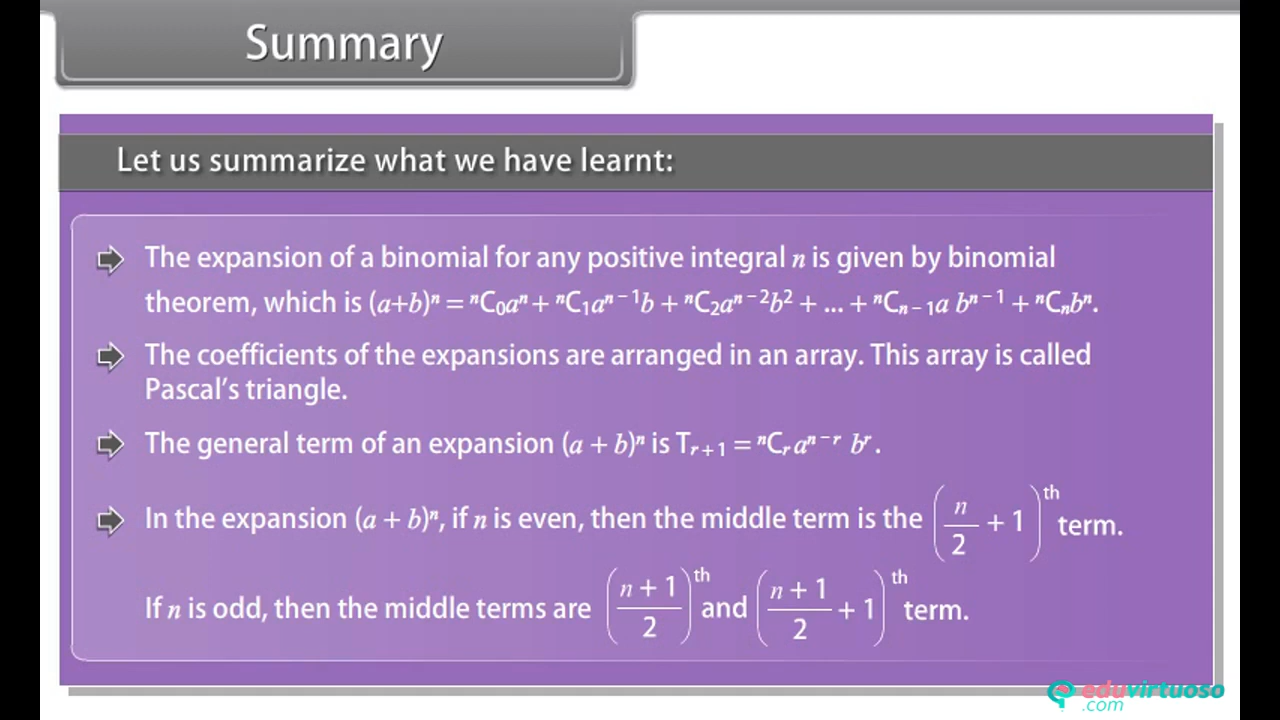 Summary
Let us summarize what we have learnt:
The expansion of a binomial for any positive integral n is given by binomial
theorem, which is (a+b)ⁿ = ⁿC₀aⁿ + ⁿC₁aⁿ⁻¹b + ⁿC₂aⁿ⁻²b² + ... + ⁿCₙ₋₁a bⁿ⁻¹ + ⁿCₙbⁿ.
The coefficients of the expansions are arranged in an array. This array is called
Pascal's triangle.
The general term of an expansion (a + b)ⁿ is Tᵣ₊₁ = ⁿCᵣ aⁿ⁻ʳ bʳ.
In the expansion (a + b)ⁿ, if n is even, then the middle term is the (n/2 + 1)th term.
If n is odd, then the middle terms are ((n + 1)/2)th and ((n + 1)/2 + 1)th term.
eduvirtuoso
.com